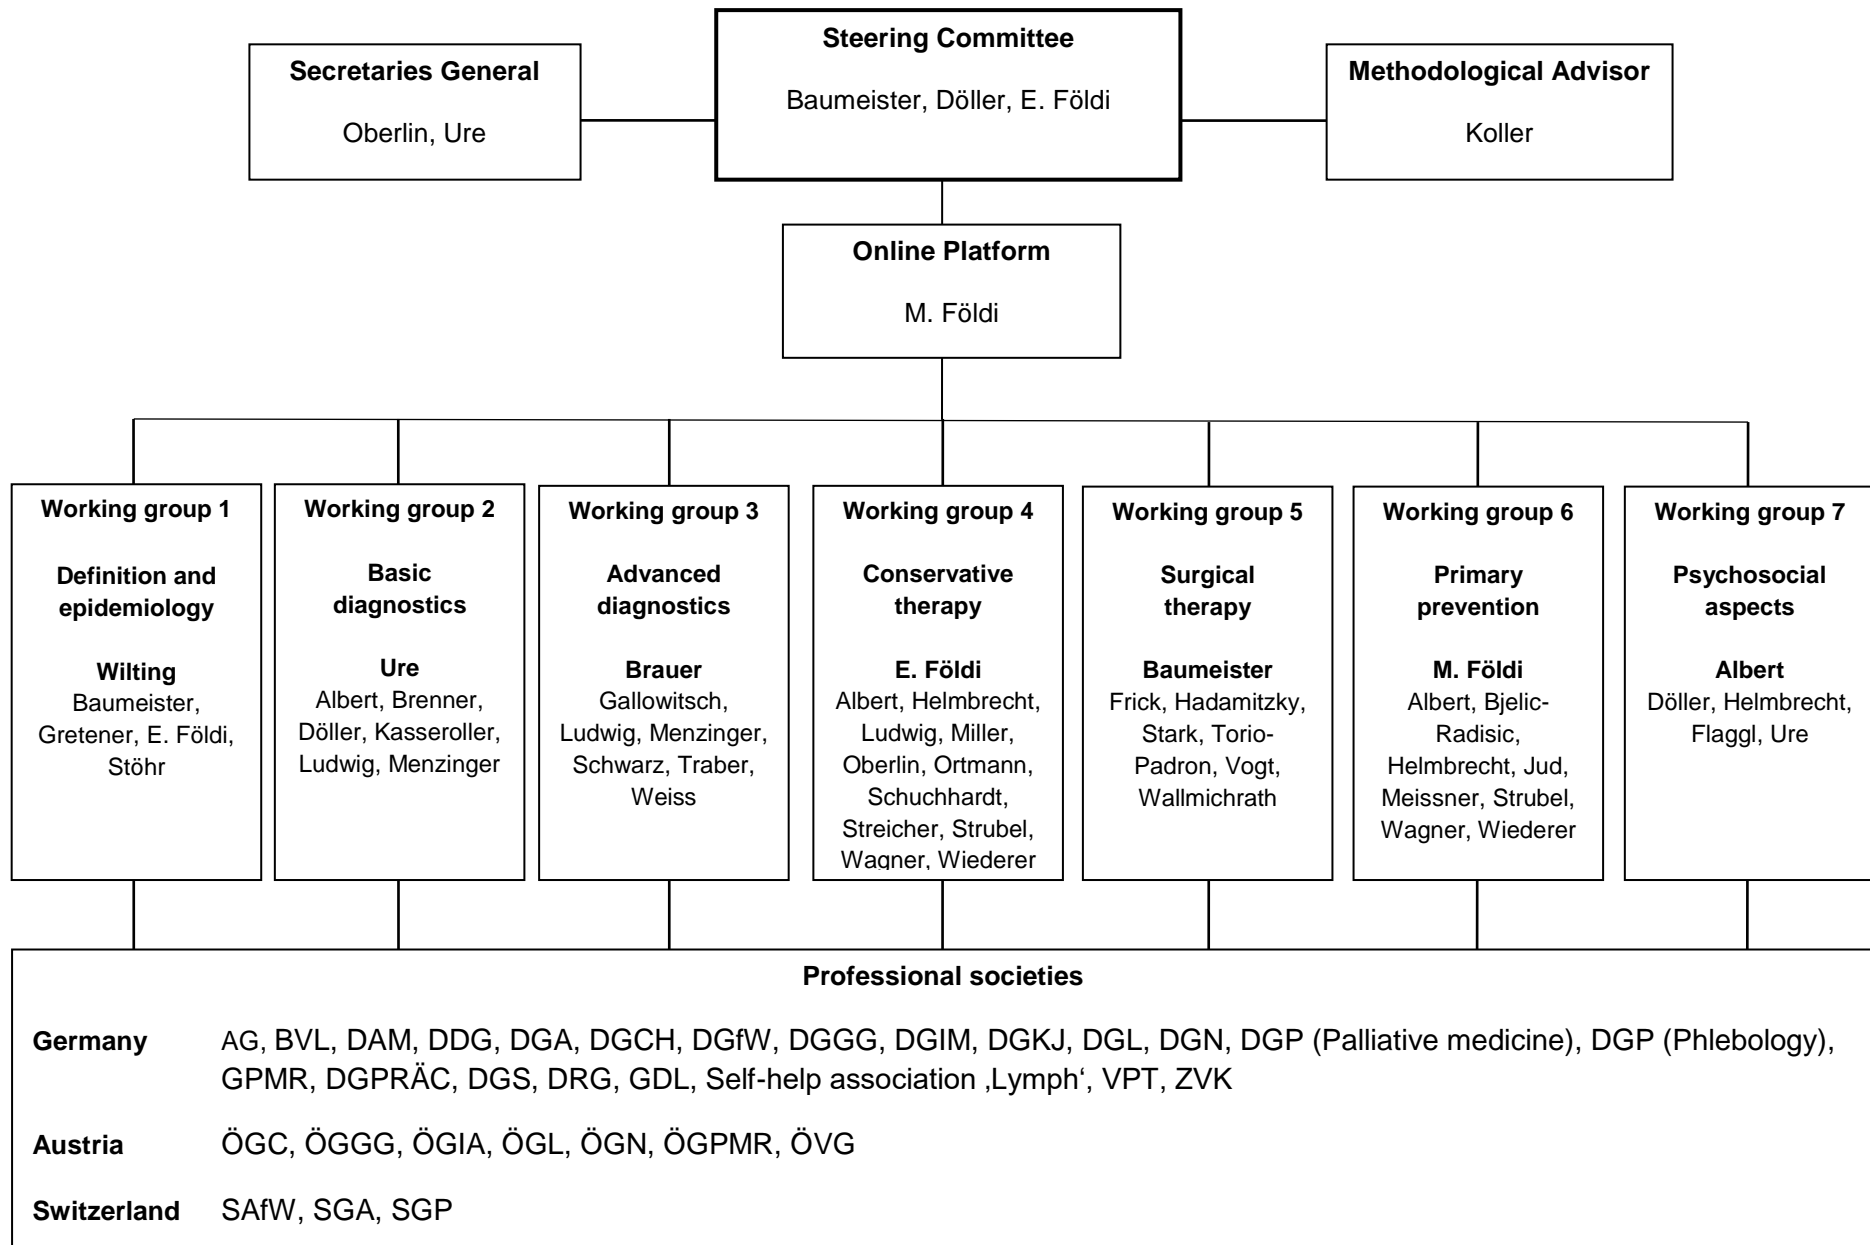 Steering Committee
Baumeister, Döller, E. Földi
Secretaries General
Oberlin, Ure
Methodological Advisor
Koller
Online Platform
M. Földi
Working group 1
Definition and
epidemiology
Wilting
Baumeister,
Gretener, E. Földi,
Stöhr
Working group 2
Basic
diagnostics
Ure
Albert, Brenner,
Döller, Kasseroller,
Ludwig, Menzinger
Working group 3
Advanced
diagnostics
Brauer
Gallowitsch,
Ludwig, Menzinger,
Schwarz, Traber,
Weiss
Working group 4
Conservative
therapy
E. Földi
Albert, Helmbrecht,
Ludwig, Miller,
Oberlin, Ortmann,
Schuchhardt,
Streicher, Strubel,
Wagner, Wiederer
Working group 5
Surgical
therapy
Baumeister
Frick, Hadamitzky,
Stark, Torio-
Padron, Vogt,
Wallmichrath
Working group 6
Primary
prevention
M. Földi
Albert, Bjelic-
Radisic,
Helmbrecht, Jud,
Meissner, Strubel,
Wagner, Wiederer
Working group 7
Psychosocial
aspects
Albert
Döller, Helmbrecht,
Flaggl, Ure
Professional societies
Germany AG, BVL, DAM, DDG, DGA, DGCH, DGfW, DGGG, DGIM, DGKJ, DGL, DGN, DGP (Palliative medicine), DGP (Phlebology),
GPMR, DGPRÄC, DGS, DRG, GDL, Self-help association ‚Lymph‘, VPT, ZVK
Austria ÖGC, ÖGGG, ÖGIA, ÖGL, ÖGN, ÖGPMR, ÖVG
Switzerland SAfW, SGA, SGP